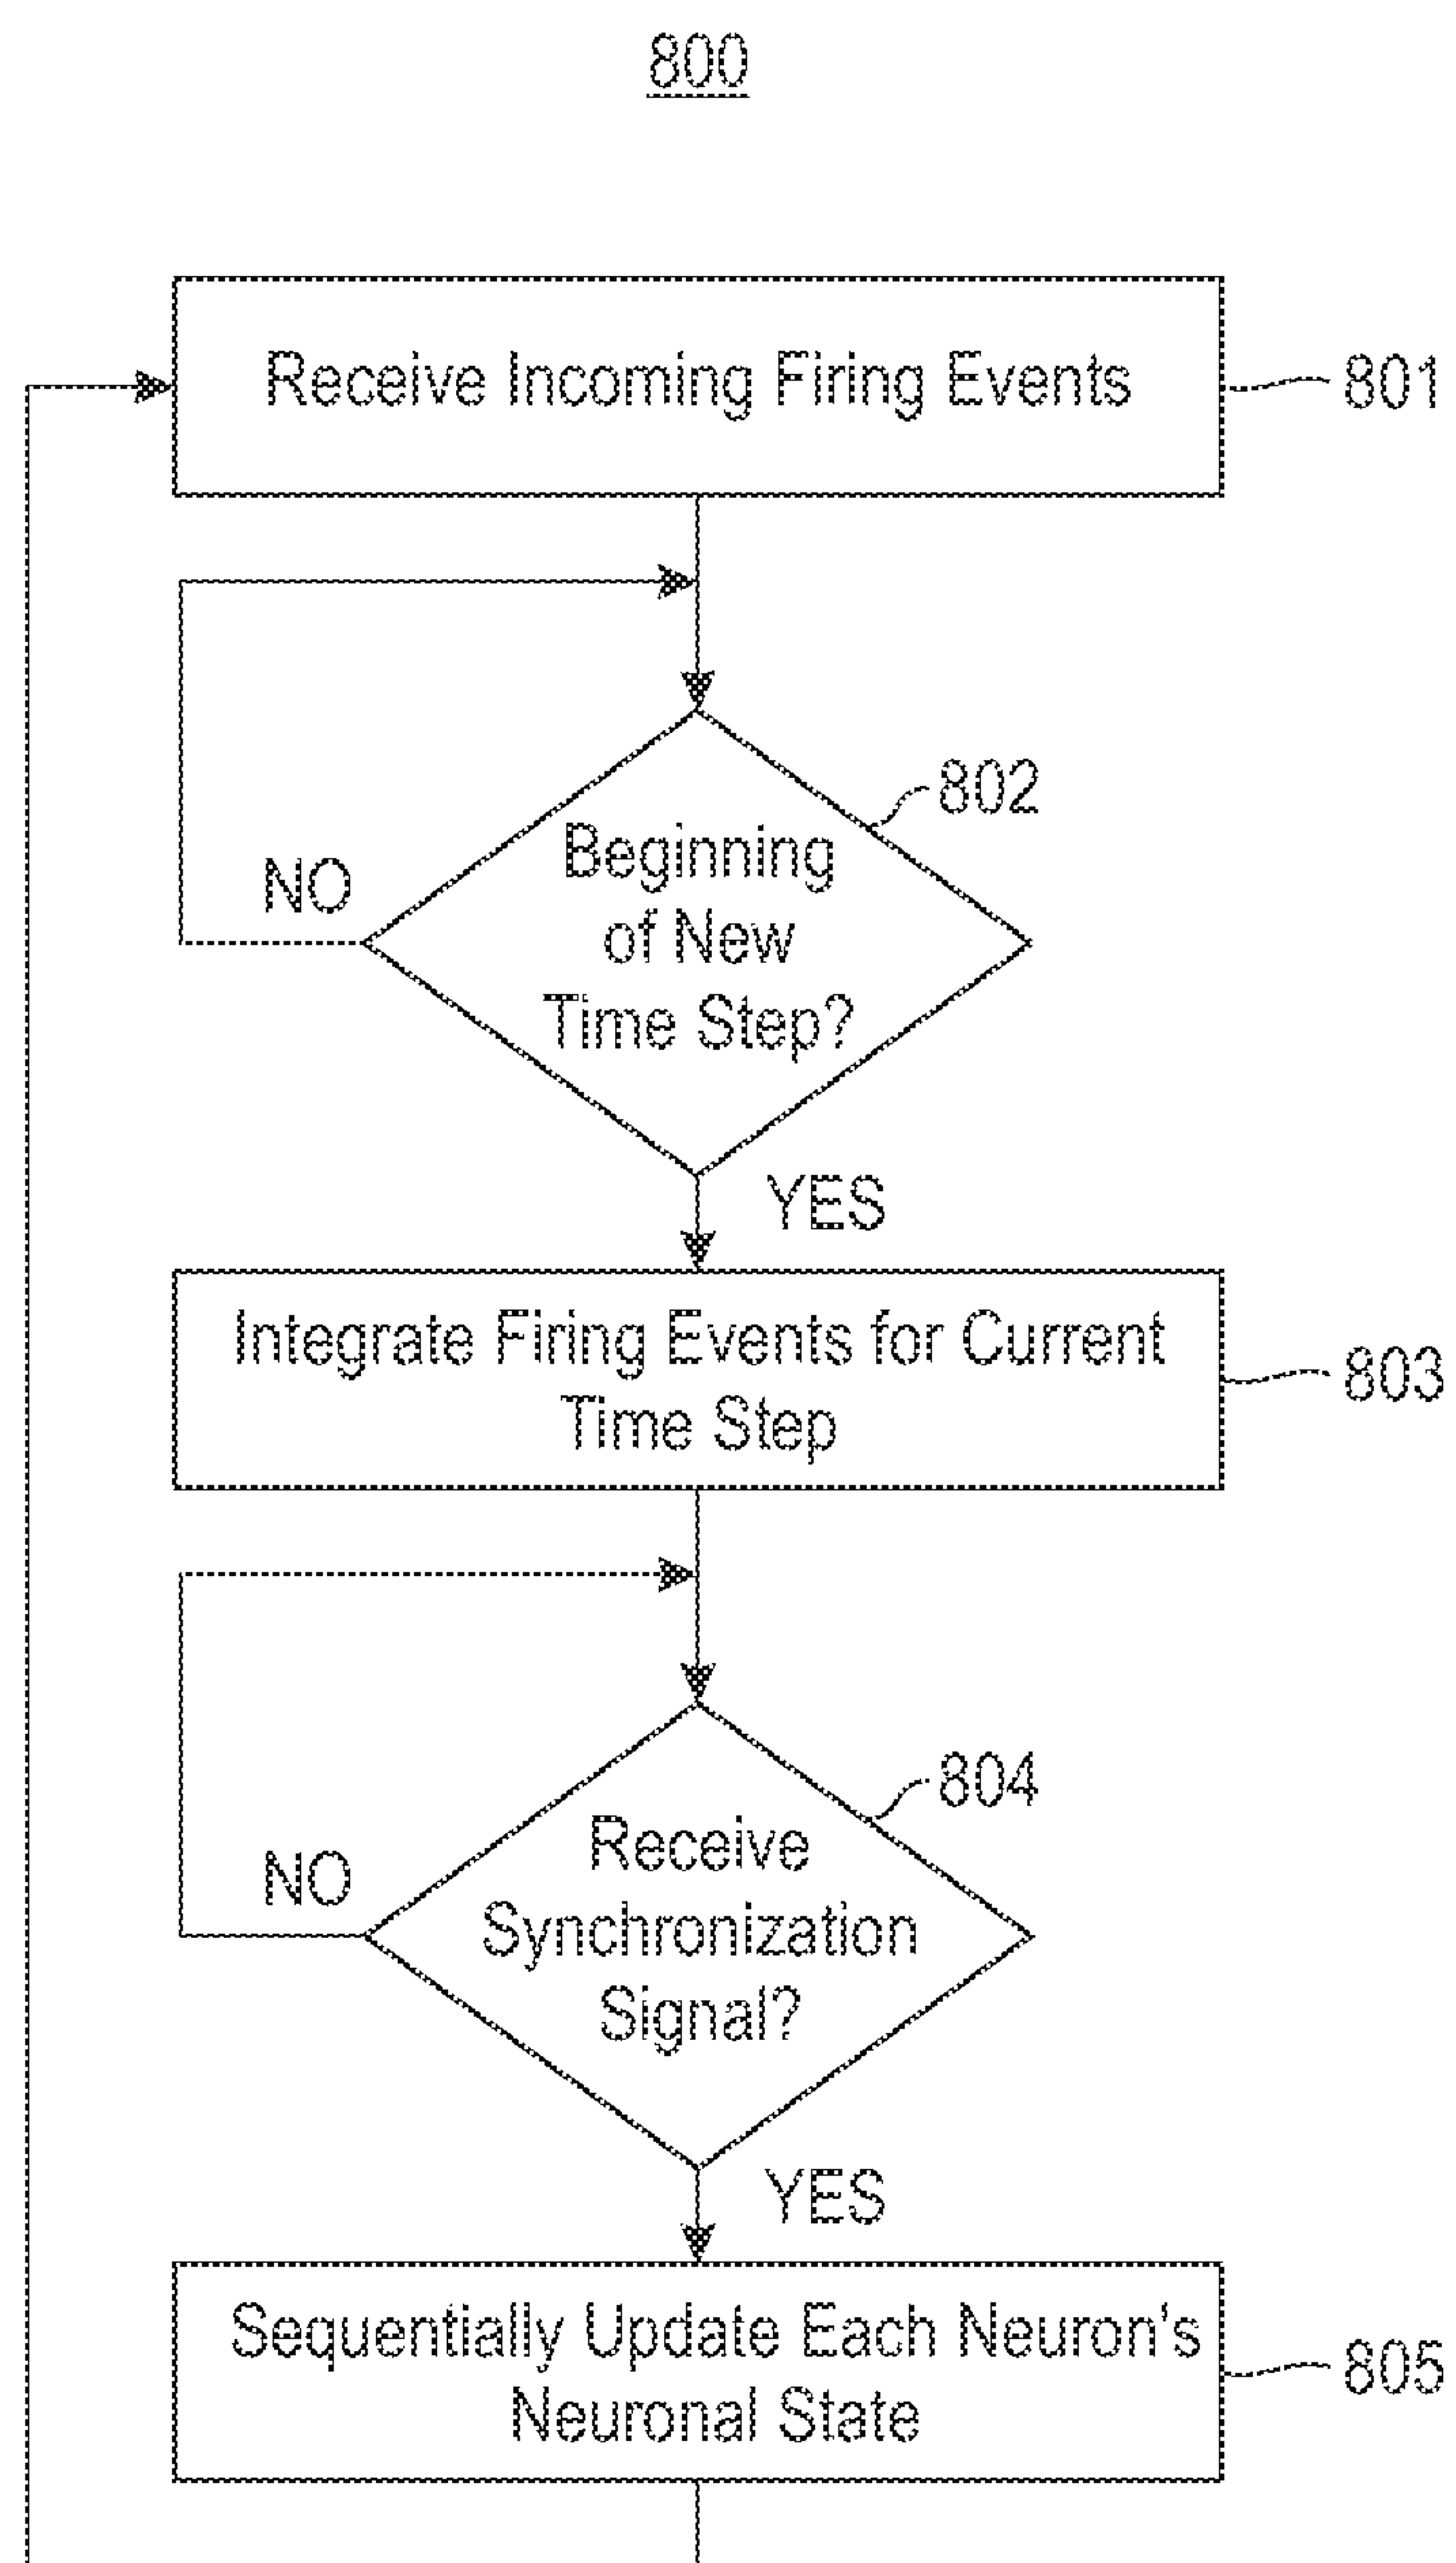 800
Receive Incoming Firing Events
801
802
Beginning
of New
Time Step?
NO
YES
Integrate Firing Events for Current
Time Step
803
804
Receive
Synchronization
Signal?
NO
YES
Sequentially Update Each Neuron's
Neuronal State
805